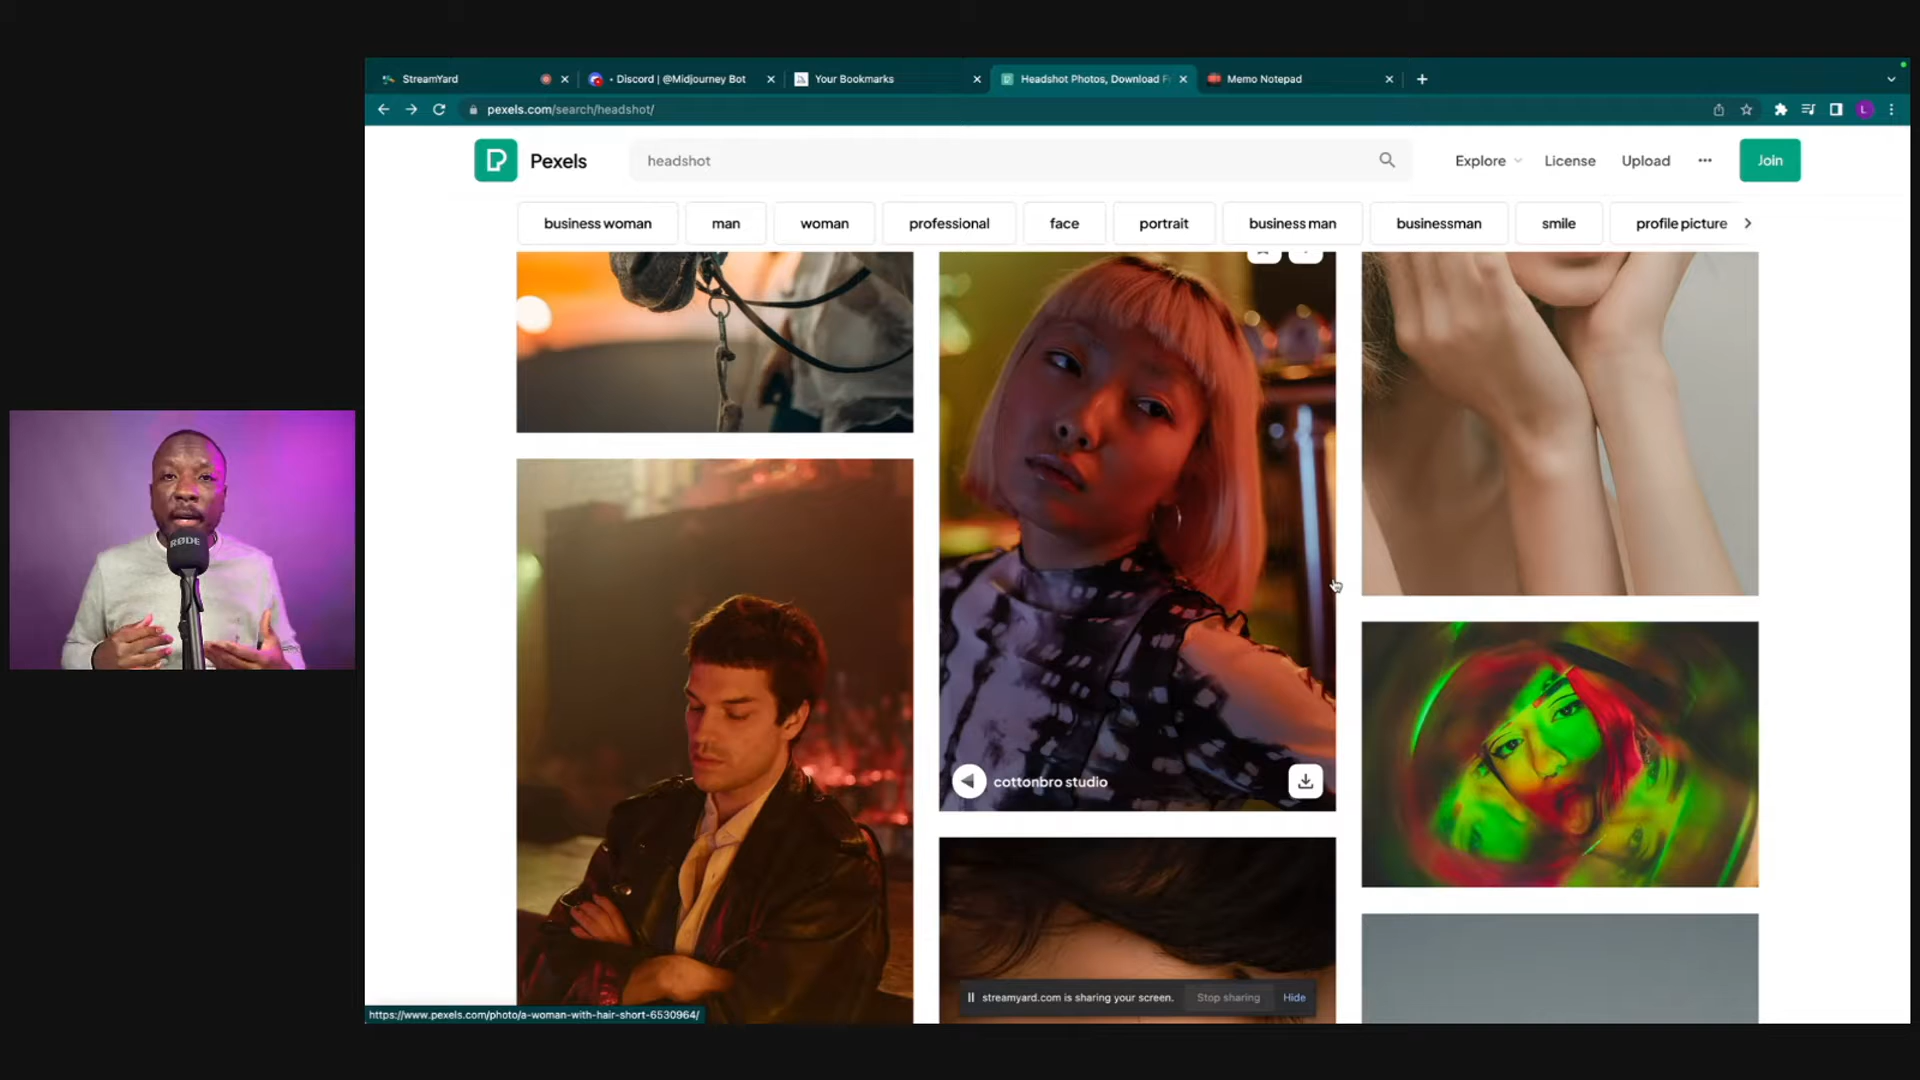 StreamYard
• Discord | @Midjourney Bot
Your Bookmarks
Headshot Photos, Download F
Memo Notepad
pexels.com/search/headshot/
L
Pexels
headshot
Explore
License
Upload
Join
business woman
man
woman
professional
face
portrait
business man
businessman
smile
profile picture
RØDE
cottonbro studio
streamyard.com is sharing your screen.
Stop sharing
Hide
https://www.pexels.com/photo/a-woman-with-hair-short-6530964/